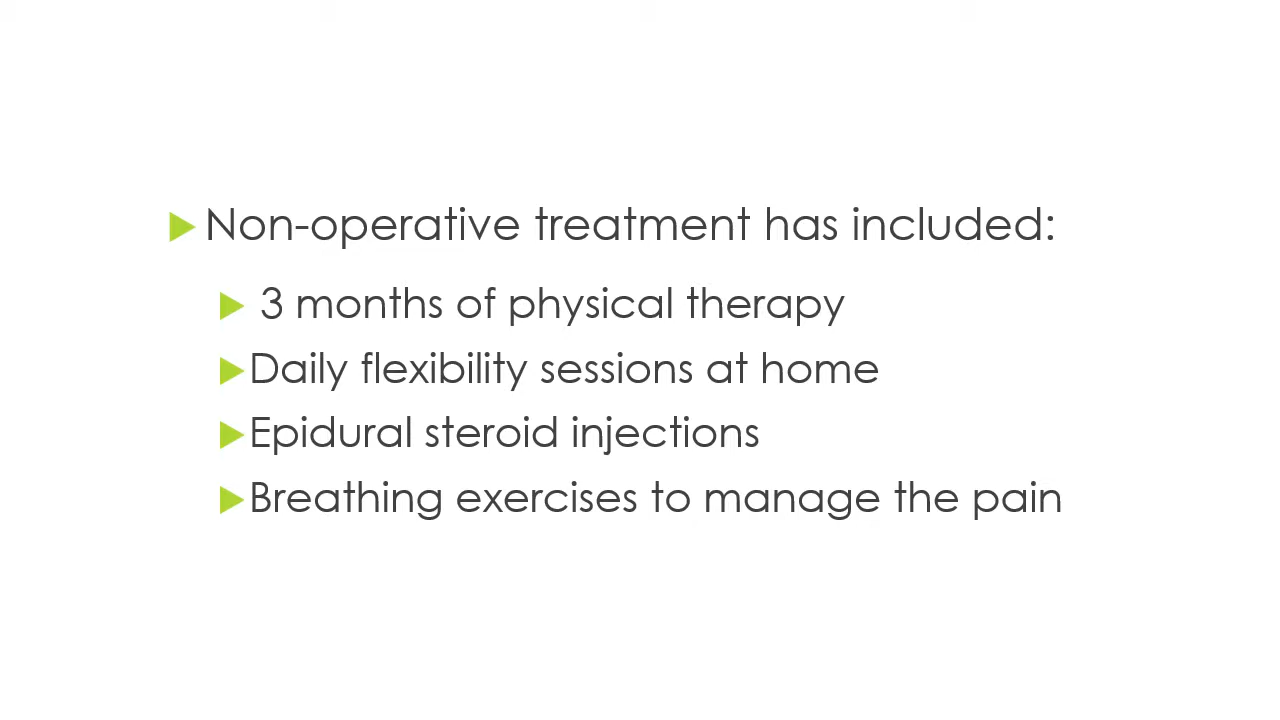 Non-operative treatment has included:
3 months of physical therapy
Daily flexibility sessions at home
Epidural steroid injections
Breathing exercises to manage the pain